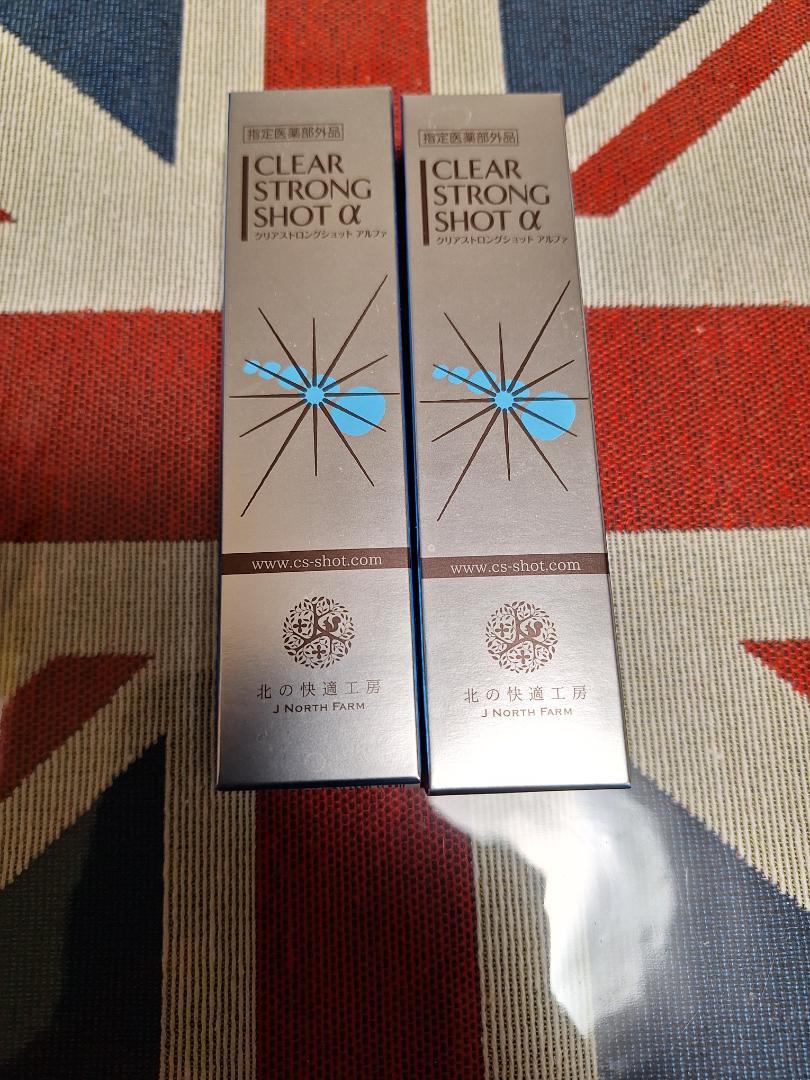 指定医薬部外品
CLEAR
STRONG
SHOT α
クリアストロングショット アルファ
www.cs-shot.com
北の快適工房
J NORTH FARM
指定医薬部外品
CLEAR
STRONG
SHOT α
クリアストロングショット アルファ
www.cs-shot.com
北の快適工房
J NORTH FARM